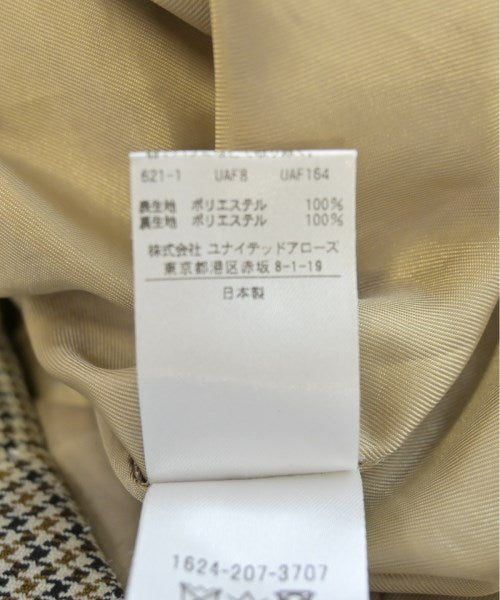 621-1 UAF8 UAF164
表生地 ポリエステル 100%
裏生地 ポリエステル 100%
株式会社 ユナイテッドアローズ
東京都港区赤坂8-1-19
日本製
1624-207-3707